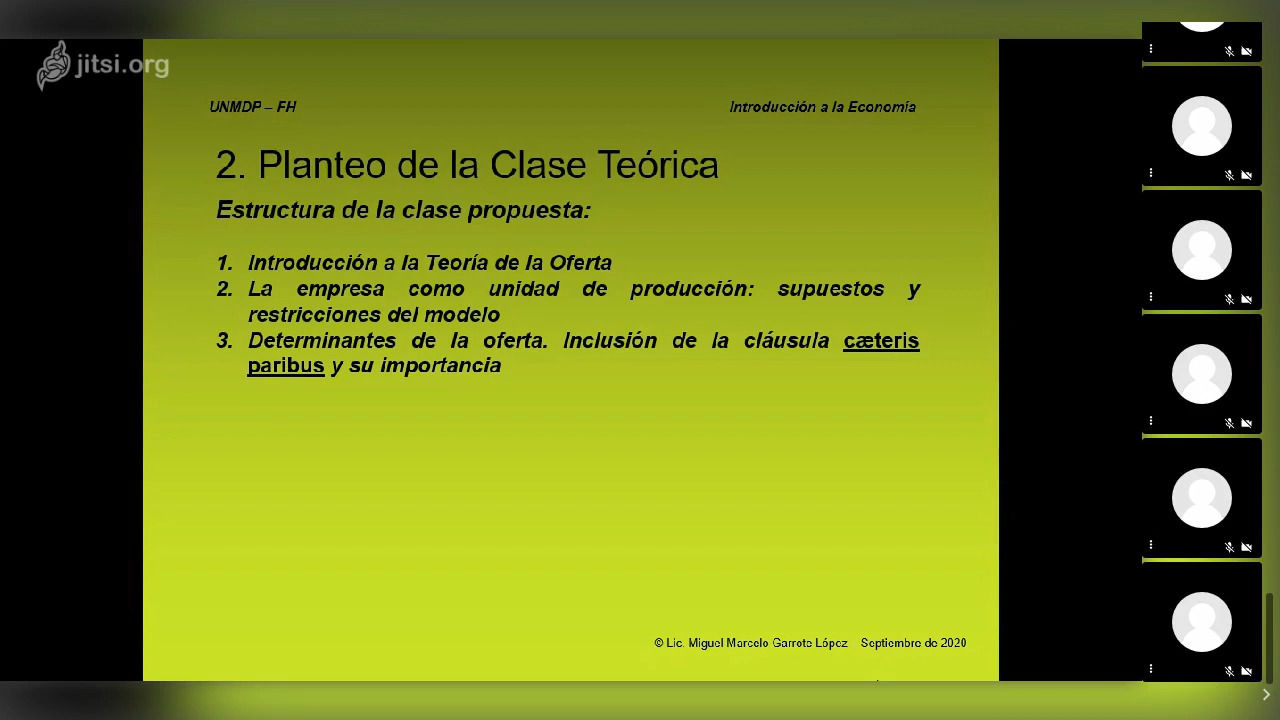 jitsi.org
UNMDP – FH
Introducción a la Economía
2. Planteo de la Clase Teórica
Estructura de la clase propuesta:
1. Introducción a la Teoría de la Oferta
2. La empresa como unidad de producción: supuestos y
restricciones del modelo
3. Determinantes de la oferta. Inclusión de la cláusula cæteris
paribus y su importancia
© Lic. Miguel Marcelo Garrote López Septiembre de 2020